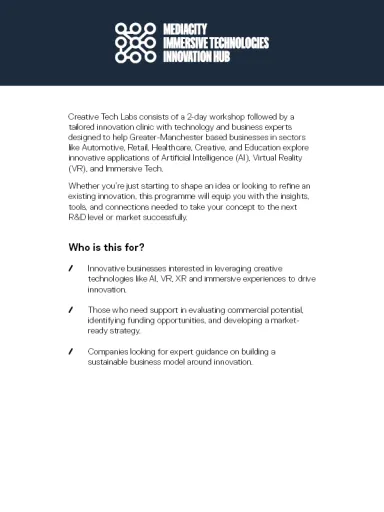 MEDIACITY
IMMERSIVE TECHNOLOGIES
INNOVATION HUB
Creative Tech Labs consists of a 2-day workshop followed by a
tailored innovation clinic with technology and business experts
designed to help Greater-Manchester based businesses in sectors
like Automotive, Retail, Healthcare, Creative, and Education explore
innovative applications of Artificial Intelligence (AI), Virtual Reality
(VR), and Immersive Tech.
Whether you're just starting to shape an idea or looking to refine an
existing innovation, this programme will equip you with the insights,
tools, and connections needed to take your concept to the next
R&D level or market successfully.
Who is this for?
Innovative businesses interested in leveraging creative
technologies like AI, VR, XR and immersive experiences to drive
innovation.
Those who need support in evaluating commercial potential,
identifying funding opportunities, and developing a market-
ready strategy.
Companies looking for expert guidance on building a
sustainable business model around innovation.